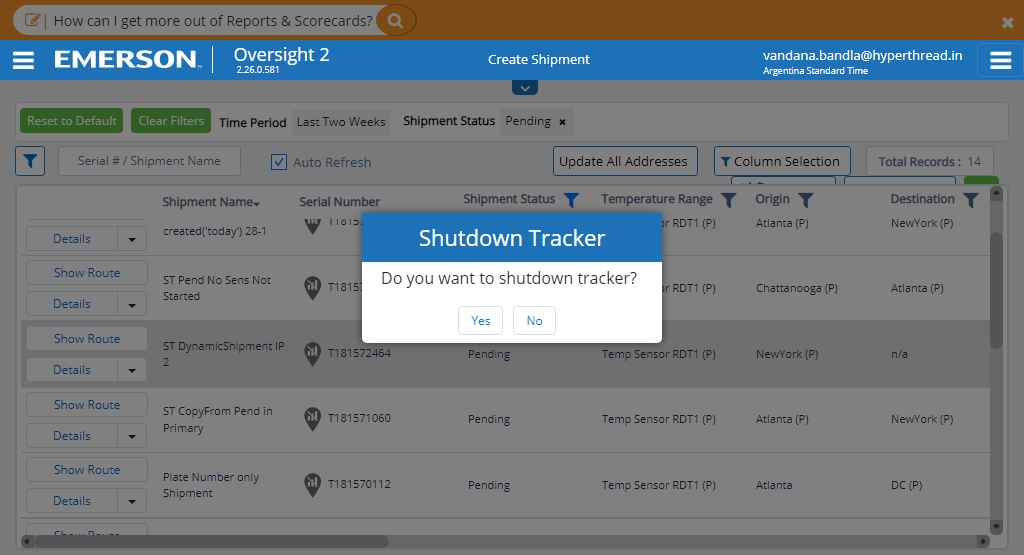 How can I get more out of Reports & Scorecards?
EMERSON
Oversight 2
2.26.0.581
Create Shipment
vandana.bandla@hyperthread.in
Argentina Standard Time
Reset to Default
Clear Filters
Time Period
Last Two Weeks
Shipment Status
Pending ×
Serial # / Shipment Name
Auto Refresh
Update All Addresses
Column Selection
Total Records : 14
Shipment Name
Serial Number
Shipment Status
Temperature Range
Origin
Destination
Details
created('today') 28-1
RDT1 (P)
Atlanta (P)
NewYork (P)
Show Route
Details
ST Pend No Sens Not
Started
RDT1 (P)
Chattanooga (P)
Atlanta (P)
Shutdown Tracker
Do you want to shutdown tracker?
Yes
No
Show Route
Details
ST DynamicShipment IP
2
T181572464
Pending
Temp Sensor RDT1 (P)
NewYork (P)
n/a
Show Route
Details
ST CopyFrom Pend in
Primary
T181571060
Pending
Temp Sensor RDT1 (P)
Atlanta (P)
NewYork (P)
Show Route
Details
Plate Number only
Shipment
T181570112
Pending
Temp Sensor RDT1 (P)
Atlanta
DC (P)
Show Route